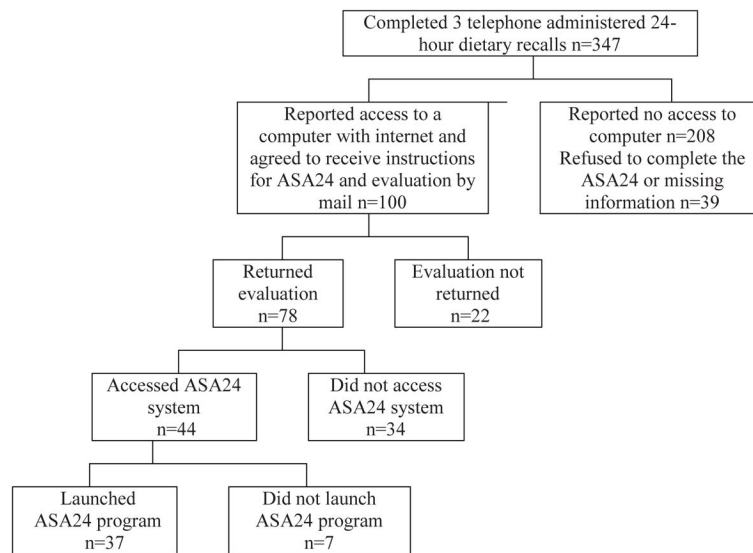 Completed 3 telephone administered 24-
hour dietary recalls n=347
Reported access to a
computer with internet and
agreed to receive instructions
for ASA24 and evaluation by
mail n=100
Reported no access to
computer n=208
Refused to complete the
ASA24 or missing
information n=39
Returned
evaluation
n=78
Evaluation not
returned
n=22
Accessed ASA24
system
n=44
Did not access
ASA24 system
n=34
Launched
ASA24 program
n=37
Did not launch
ASA24 program
n=7